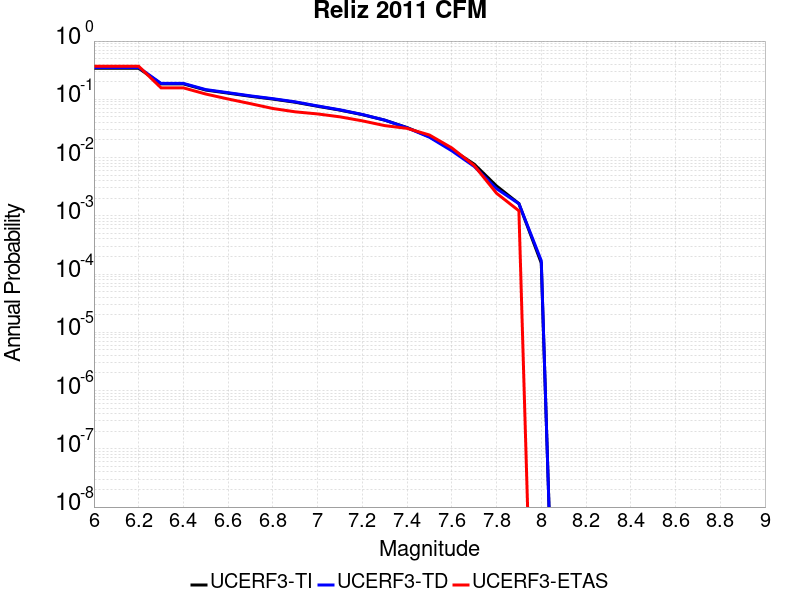 Reliz 2011 CFM
10^0
10^-1
10^-2
10^-3
10^-4
10^-5
10^-6
10^-7
10^-8
Annual Probability
6 6.2 6.4 6.6 6.8 7 7.2 7.4 7.6 7.8 8 8.2 8.4 8.6 8.8 9
Magnitude
UCERF3-TI UCERF3-TD UCERF3-ETAS